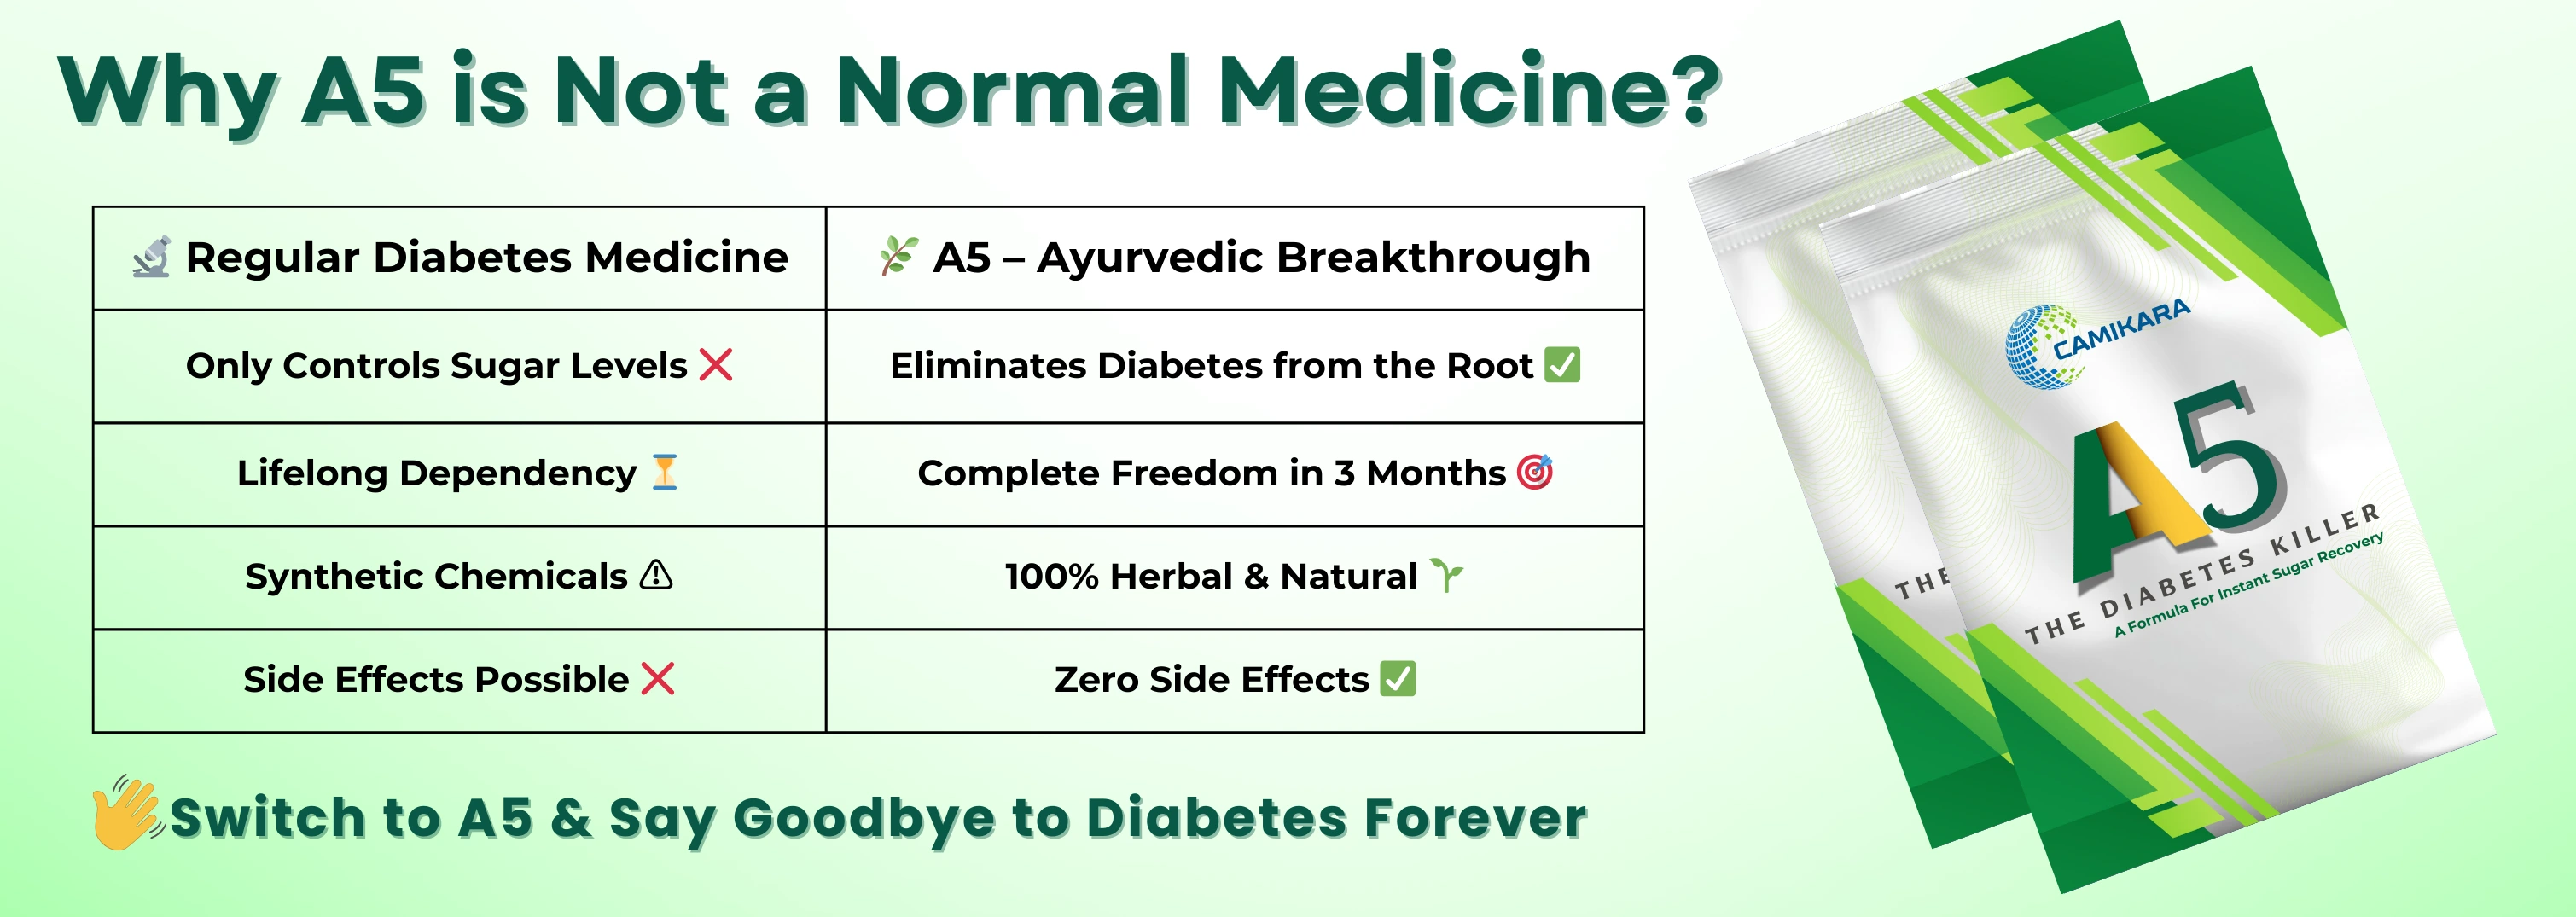 Why A5 is Not a Normal Medicine?
🔬 Regular Diabetes Medicine
🌿 A5 – Ayurvedic Breakthrough
Only Controls Sugar Levels ❌
Eliminates Diabetes from the Root ✅
Lifelong Dependency ⏳
Complete Freedom in 3 Months 🎯
Synthetic Chemicals ⚠
100% Herbal & Natural 🌱
Side Effects Possible ❌
Zero Side Effects ✅
👋Switch to A5 & Say Goodbye to Diabetes Forever
CAMIKARA
A5
THE DIABETES KILLER
A Formula For Instant Sugar Recovery
THE